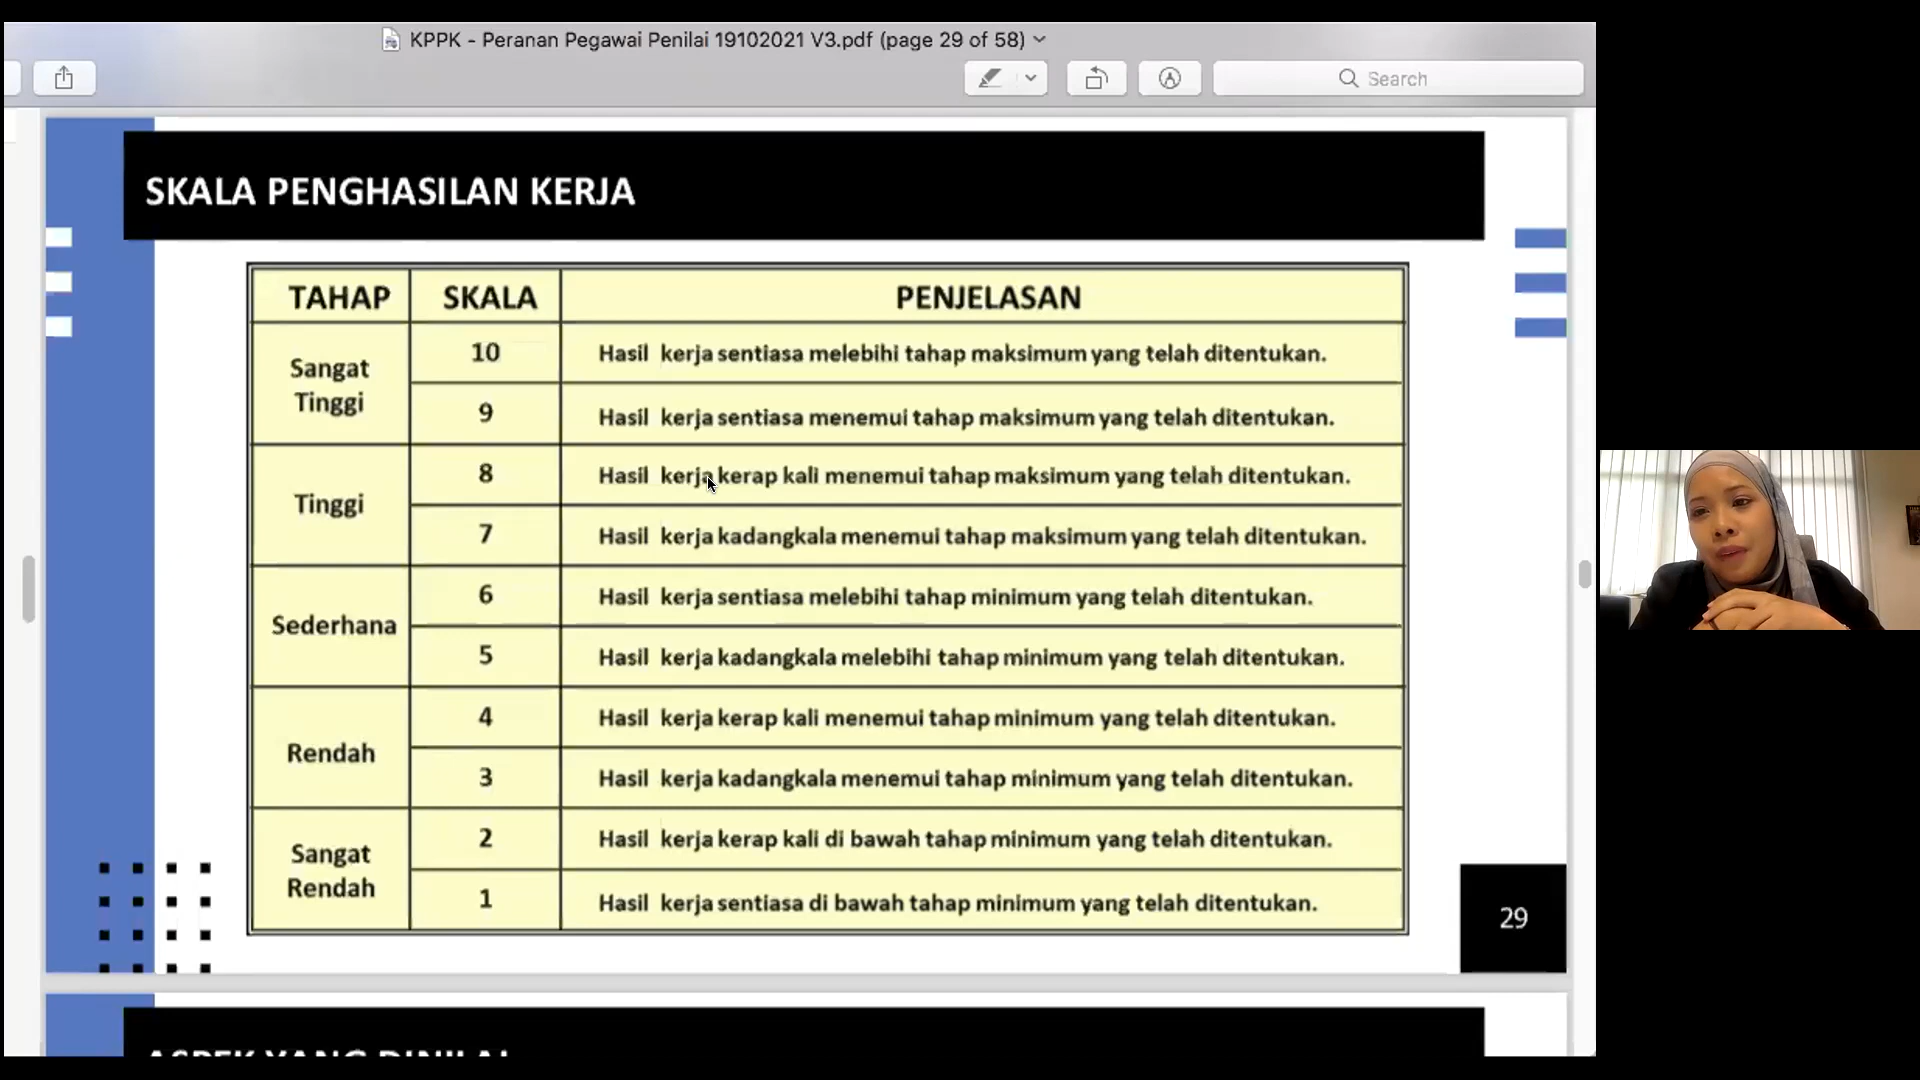 KPPK - Peranan Pegawai Penilai 19102021 V3.pdf (page 29 of 58)
Search
SKALA PENGHASILAN KERJA
TAHAP SKALA PENJELASAN
Sangat Tinggi
10 Hasil kerja sentiasa melebihi tahap maksimum yang telah ditentukan.
9 Hasil kerja sentiasa menemui tahap maksimum yang telah ditentukan.
Tinggi
8 Hasil kerja kerap kali menemui tahap maksimum yang telah ditentukan.
7 Hasil kerja kadangkala menemui tahap maksimum yang telah ditentukan.
Sederhana
6 Hasil kerja sentiasa melebihi tahap minimum yang telah ditentukan.
5 Hasil kerja kadangkala melebihi tahap minimum yang telah ditentukan.
Rendah
4 Hasil kerja kerap kali menemui tahap minimum yang telah ditentukan.
3 Hasil kerja kadangkala menemui tahap minimum yang telah ditentukan.
Sangat Rendah
2 Hasil kerja kerap kali di bawah tahap minimum yang telah ditentukan.
1 Hasil kerja sentiasa di bawah tahap minimum yang telah ditentukan.
29
ASPEK YANG DINILAI